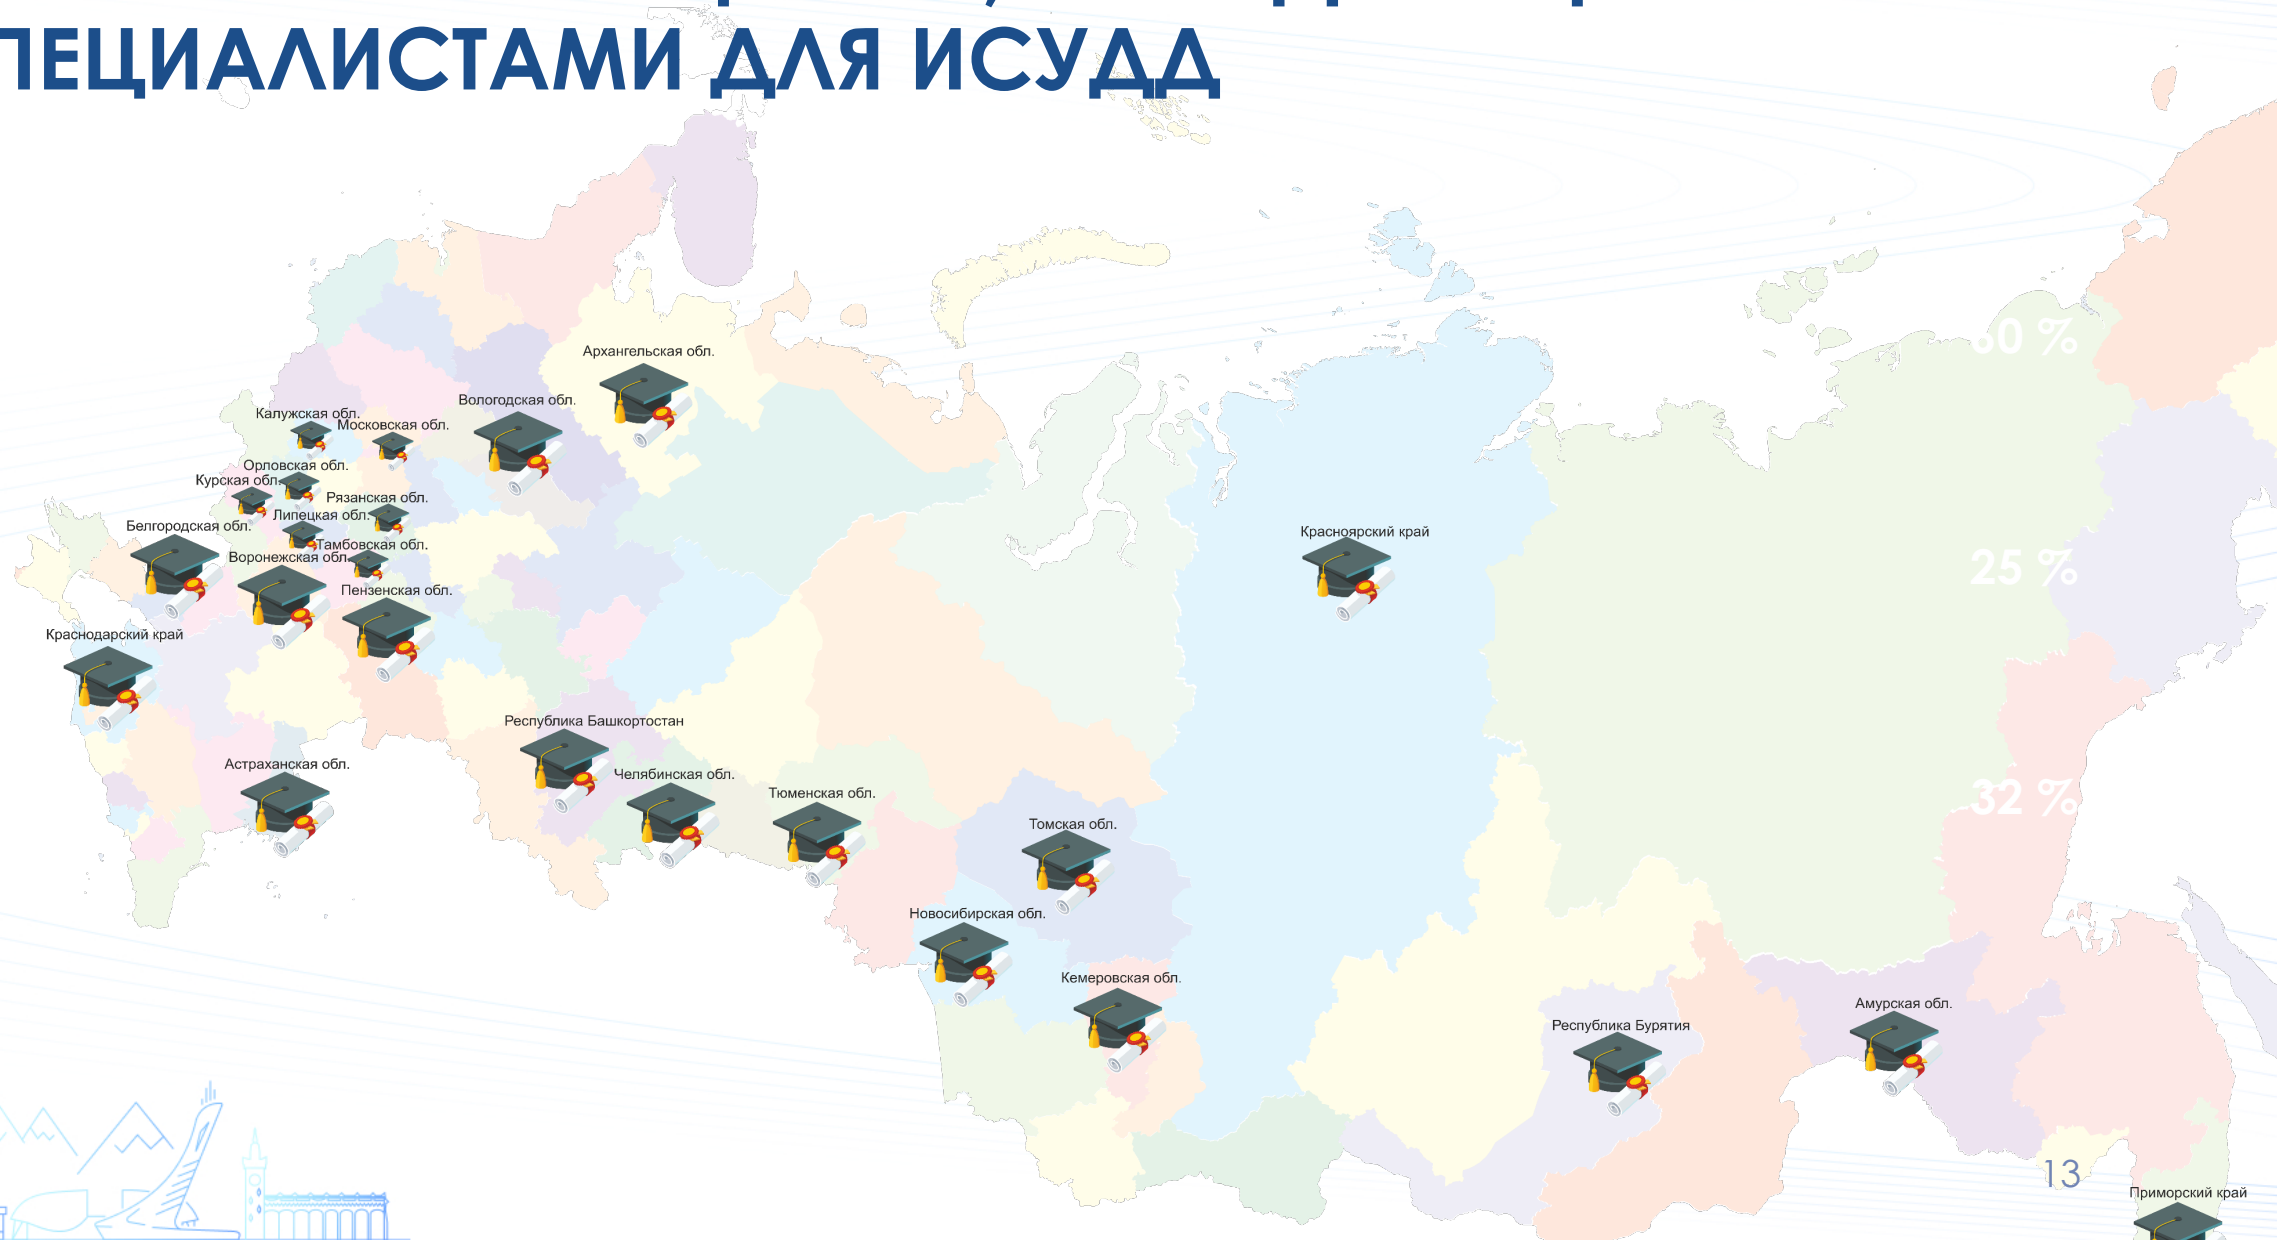 ПЕЦИАЛИСТАМИ ДЛЯ ИСУДД
Архангельская обл.
Вологодская обл.
Калужская обл.
Московская обл.
Орловская обл.
Курская обл.
Рязанская обл.
Липецкая обл.
Белгородская обл.
Тамбовская обл.
Воронежская обл.
Пензенская обл.
Краснодарский край
Астраханская обл.
Республика Башкортостан
Челябинская обл.
Тюменская обл.
Томская обл.
Новосибирская обл.
Кемеровская обл.
Красноярский край
Республика Бурятия
Амурская обл.
Приморский край
25 %
32 %
13